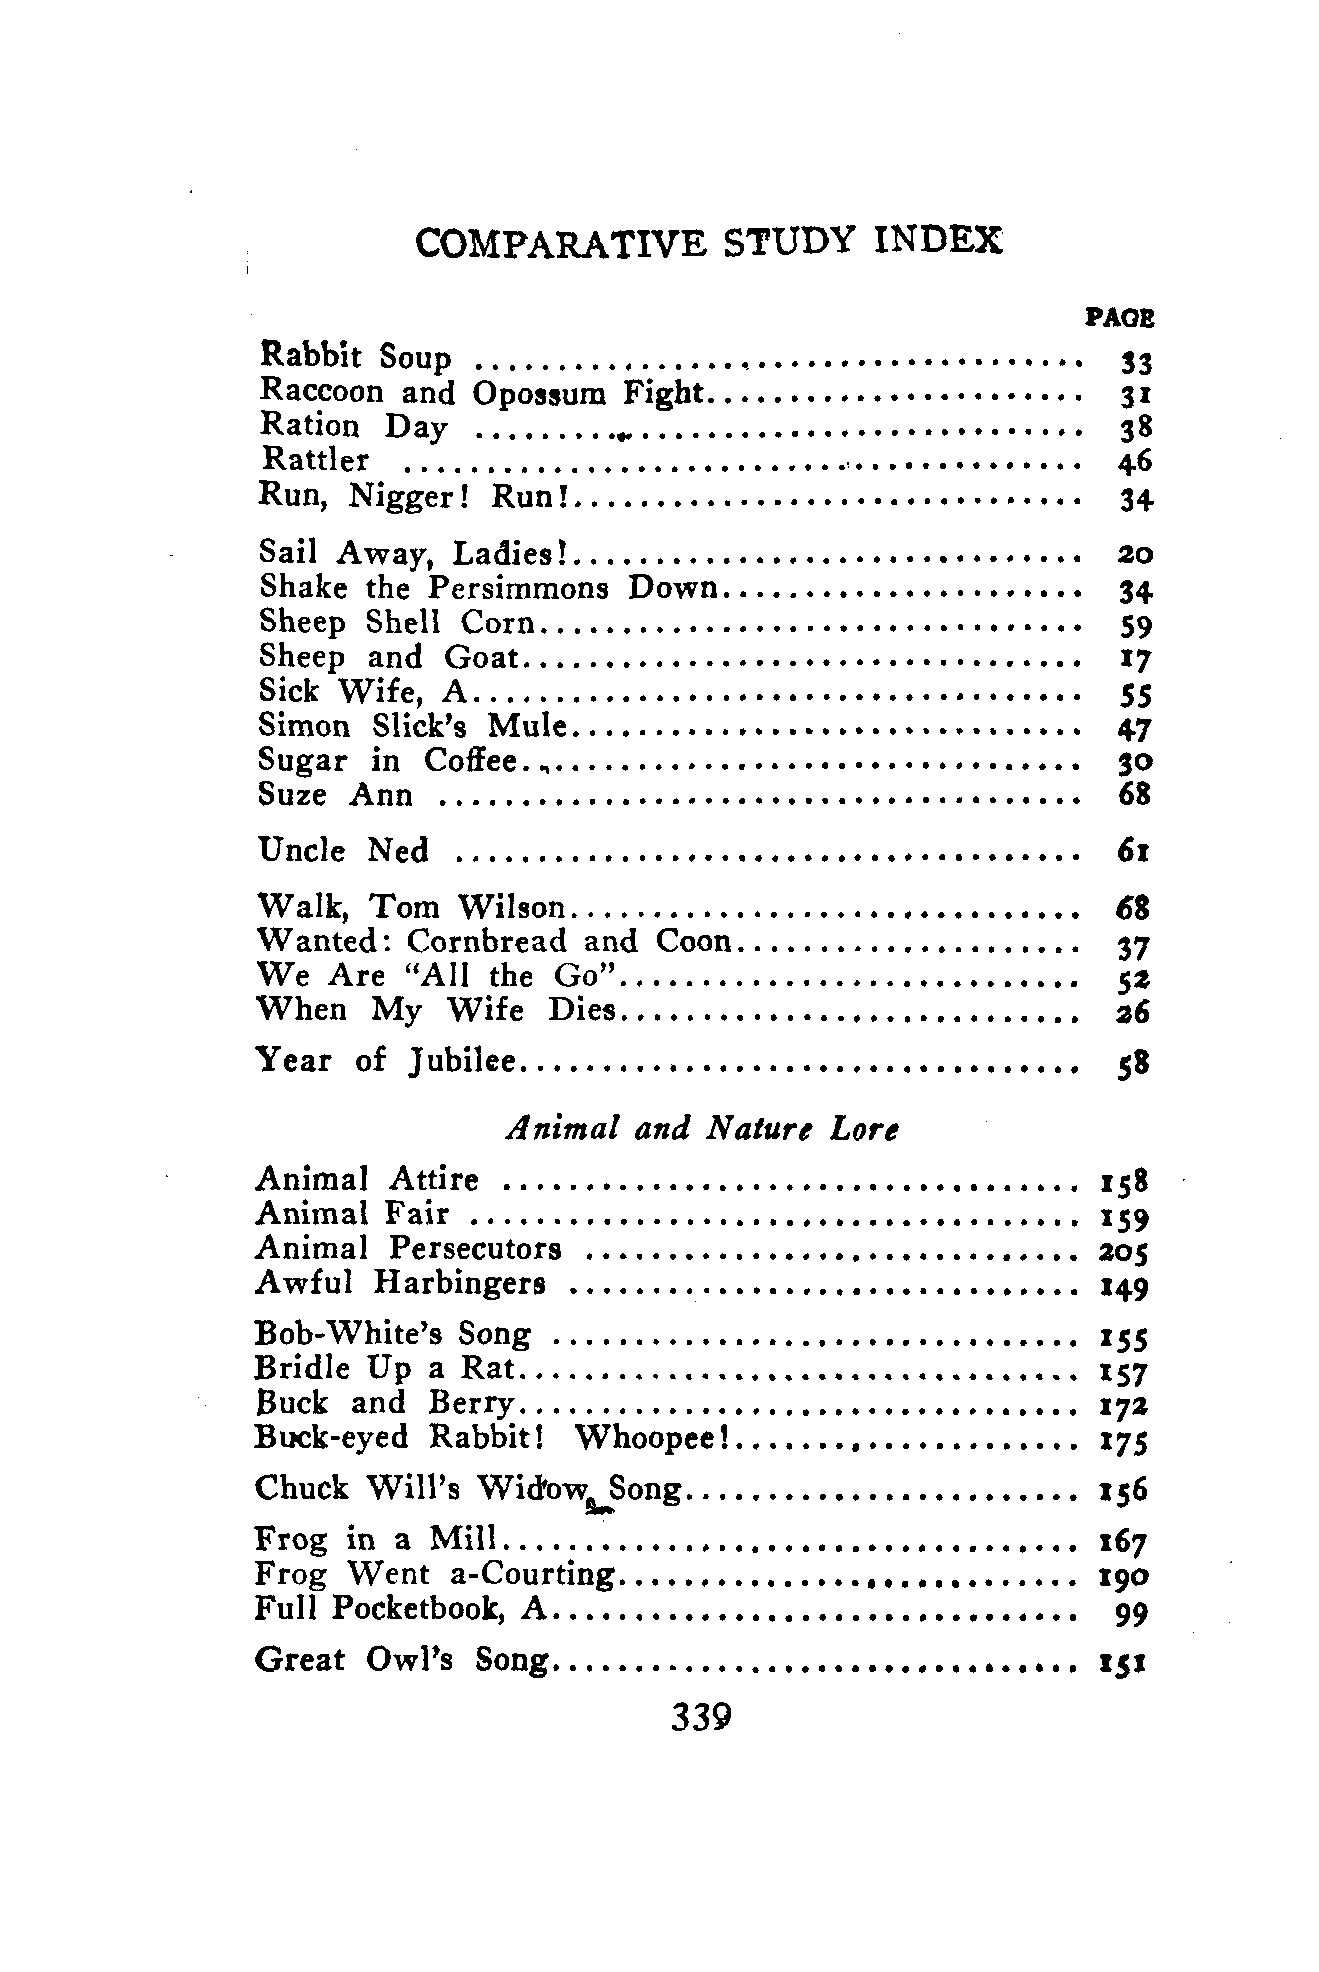 COMPARATIVE STUDY INDEX
PAGE
Rabbit Soup ..................................... 33
Raccoon and Opossum Fight....................... 31
Ration Day ..................................... 38
Rattler ......................................... 46
Run, Nigger! Run!............................... 34
Sail Away, Ladies!............................... 20
Shake the Persimmons Down...................... 34
Sheep Shell Corn................................. 59
Sheep and Goat.................................. 17
Sick Wife, A..................................... 55
Simon Slick's Mule............................... 47
Sugar in Coffee.................................. 30
Suze Ann ....................................... 68
Uncle Ned ...................................... 61
Walk, Tom Wilson............................... 68
Wanted: Cornbread and Coon..................... 37
We Are "All the Go"............................ 52
When My Wife Dies............................ 26
Year of Jubilee.................................. 58
Animal and Nature Lore
Animal Attire ................................... 158
Animal Fair ..................................... 159
Animal Persecutors .............................. 205
Awful Harbingers ............................... 149
Bob-White's Song ................................ 155
Bridle Up a Rat.................................. 157
Buck and Berry.................................. 172
Buck-eyed Rabbit! Whoopee!..................... 175
Chuck Will's Widow Song........................ 156
Frog in a Mill................................... 167
Frog Went a-Courting............................ 190
Full Pocketbook, A................................ 99
Great Owl's Song................................ 151
339